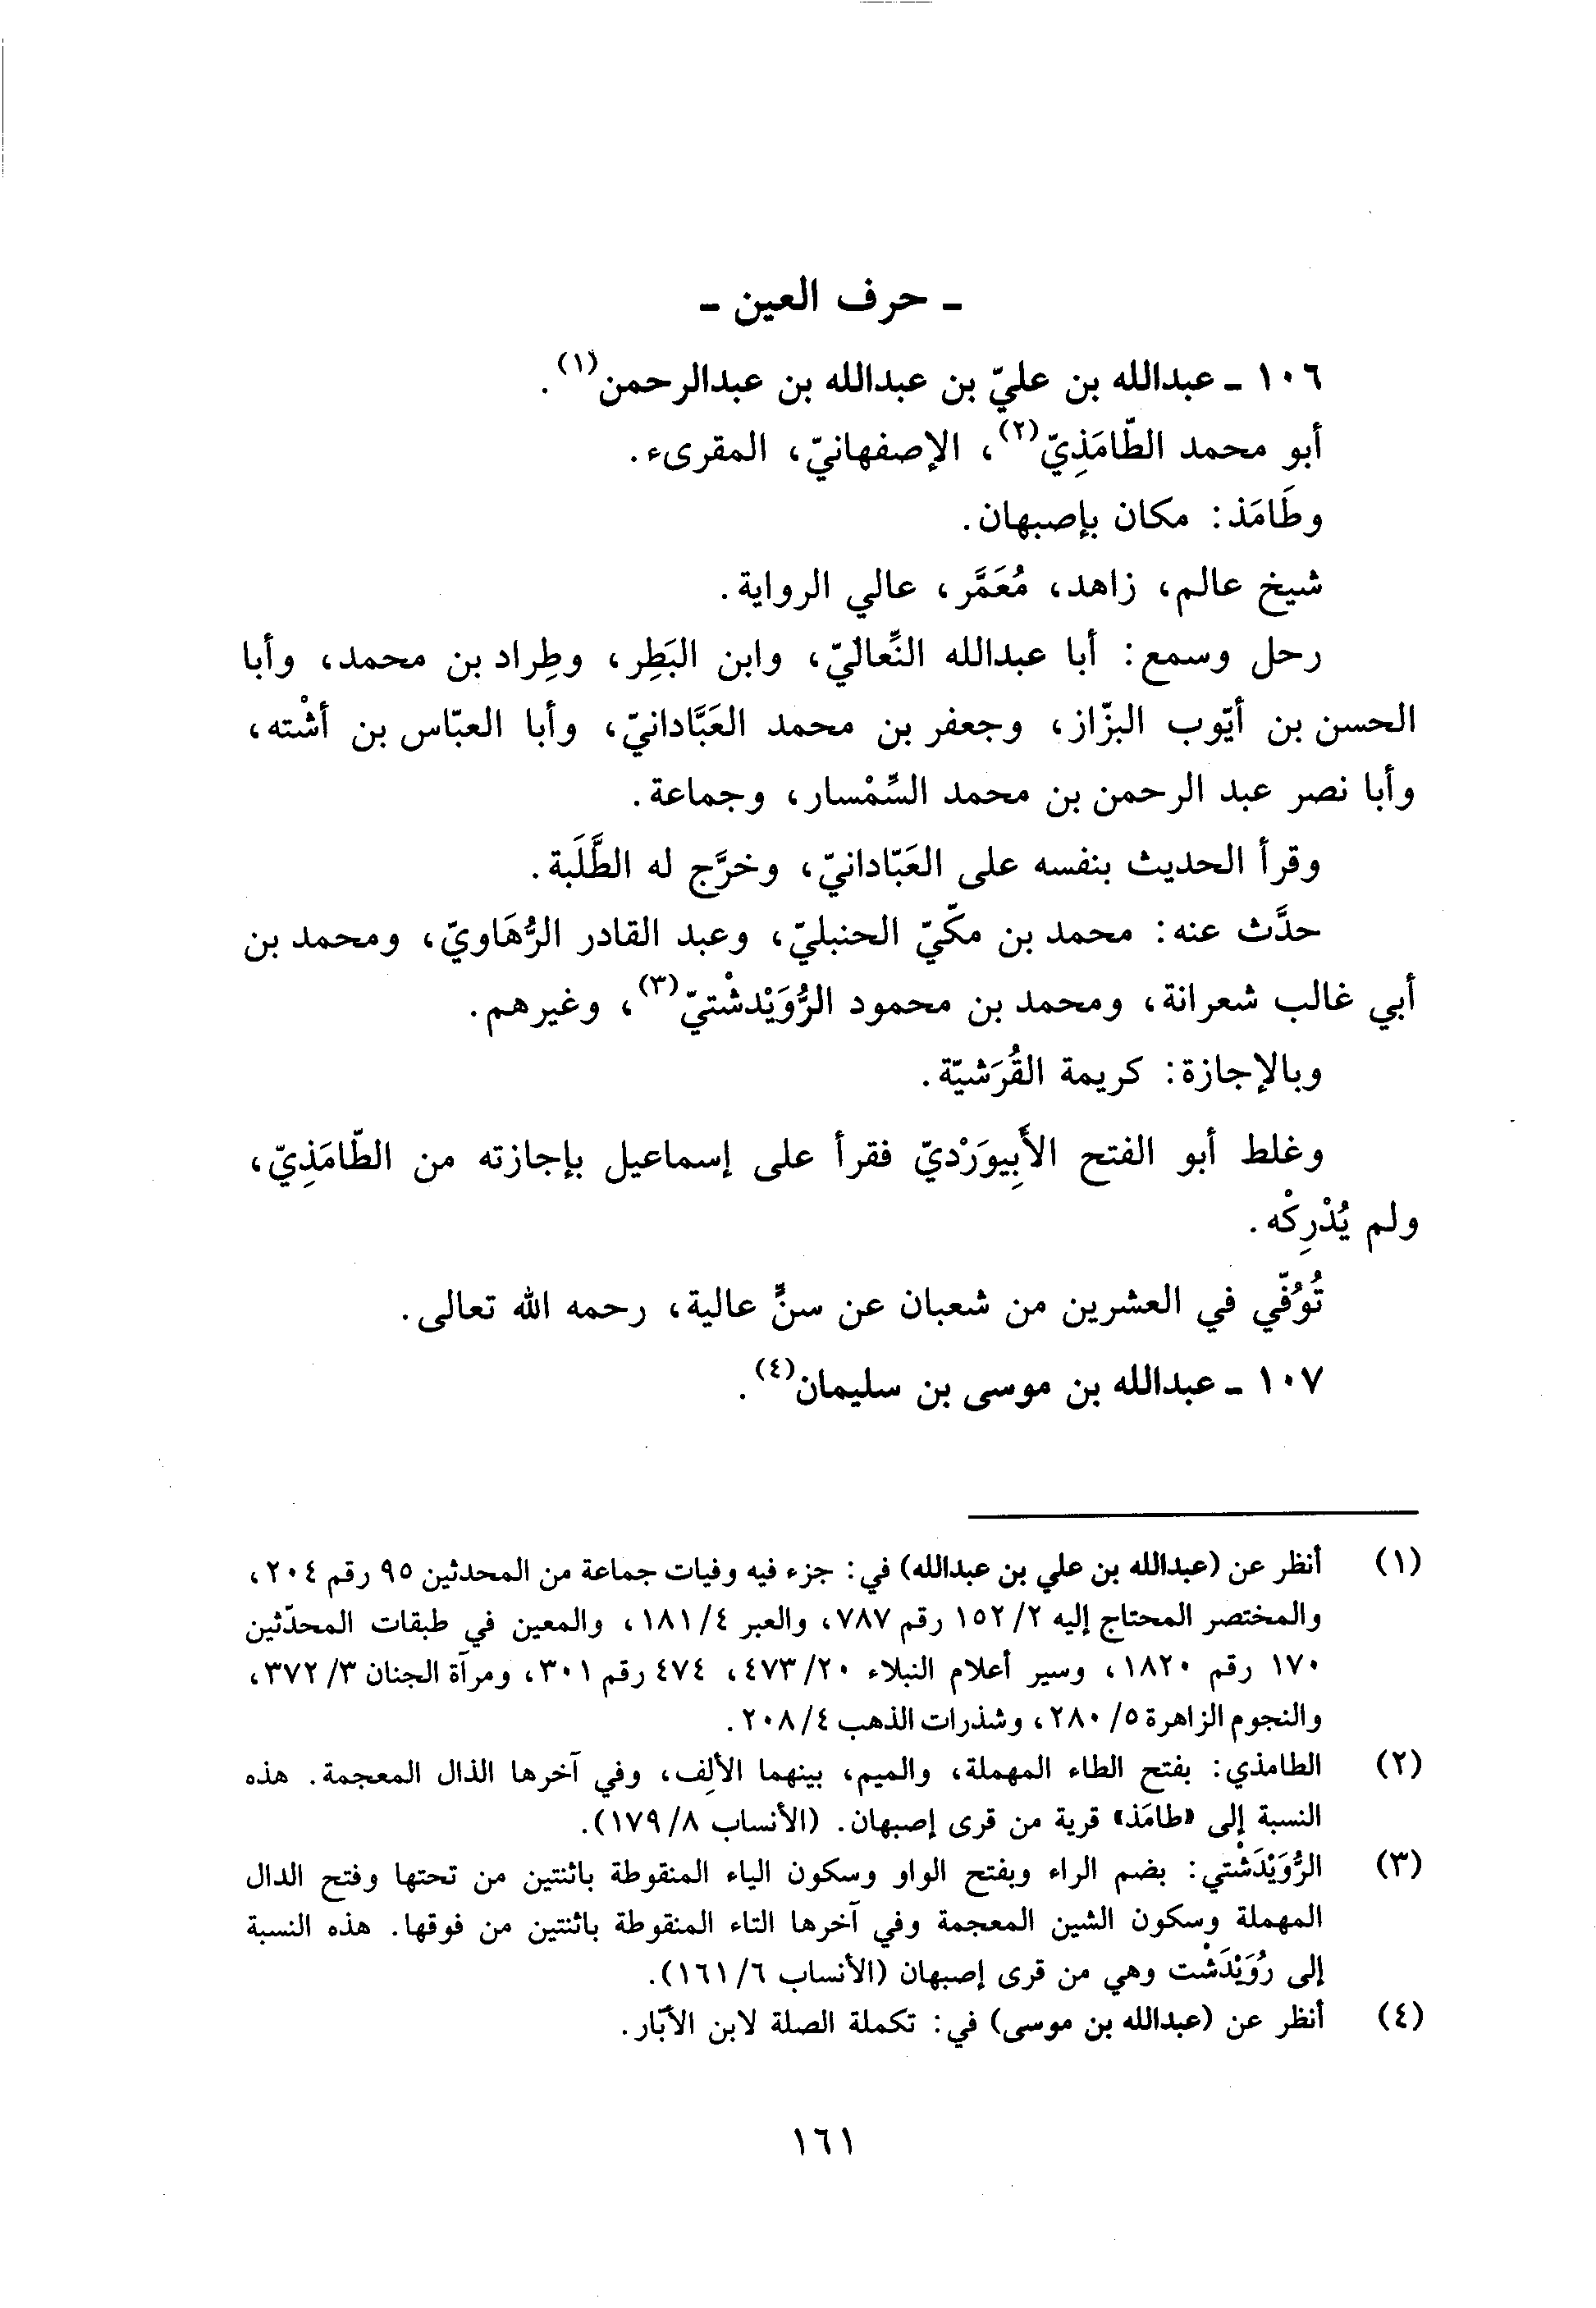 - حرف العين -
١٠٦ - عبدالله بن عليّ بن عبدالله بن عبدالرحمن(١).
أبو محمد الطّامَذِيّ(٢)، الإصفهانيّ، المقرىء.
وطَامَذ: مكان بإصبهان.
شيخ عالم، زاهد، مُعَمَّر، عالي الرواية.
رحل وسمع: أبا عبدالله النِّعاليّ، وابن البَطِر، وطِراد بن محمد، وأبا
الحسن بن أيّوب البزّاز، وجعفر بن محمد العَبَّادانيّ، وأبا العبّاس بن أشْته،
وأبا نصر عبد الرحمن بن محمد السِّمْسار، وجماعة.
وقرأ الحديث بنفسه على العَبّادانيّ، وخرَّج له الطَّلَبة.
حدَّث عنه: محمد بن مكّيّ الحنبليّ، وعبد القادر الرُّهَاويّ، ومحمد بن
أبي غالب شعرانة، ومحمد بن محمود الرُّوَيْدشْتيّ(٣)، وغيرهم.
وبالإجازة: كريمة القُرَشيّة.
وغلط أبو الفتح الأَبِيوَرْديّ فقرأ على إسماعيل بإجازته من الطّامَذِيّ،
ولم يُدْرِكْه.
تُوُفّي في العشرين من شعبان عن سنٍّ عالية، رحمه الله تعالى.
١٠٧ - عبدالله بن موسى بن سليمان(٤).
(١) أنظر عن (عبدالله بن علي بن عبدالله) في: جزء فيه وفيات جماعة من المحدثين ٩٥ رقم ٢٠٤،
والمختصر المحتاج إليه ١٥٢/٢ رقم ٧٨٧، والعبر ١٨١/٤، والمعين في طبقات المحدّثين
١٧٠ رقم ١٨٢٠، وسير أعلام النبلاء ٤٧٣/٢٠، ٤٧٤ رقم ٣٠١، ومرآة الجنان ٣٧٢/٣،
والنجوم الزاهرة ٢٨٠/٥، وشذرات الذهب ٢٠٨/٤.
(٢) الطامذي: بفتح الطاء المهملة، والميم، بينهما الألِف، وفي آخرها الذال المعجمة. هذه
النسبة إلى «طامَذ» قرية من قرى إصبهان. (الأنساب ١٧٩/٨).
(٣) الرُّوَيْدَشْتي: بضم الراء وبفتح الواو وسكون الياء المنقوطة باثنتين من تحتها وفتح الدال
المهملة وسكون الشين المعجمة وفي آخرها التاء المنقوطة باثنتين من فوقها. هذه النسبة
إلى رُوَيْدَشْت وهي من قرى إصبهان (الأنساب ١٦١/٦).
(٤) أنظر عن (عبدالله بن موسى) في: تكملة الصلة لابن الأبّار.
١٦١